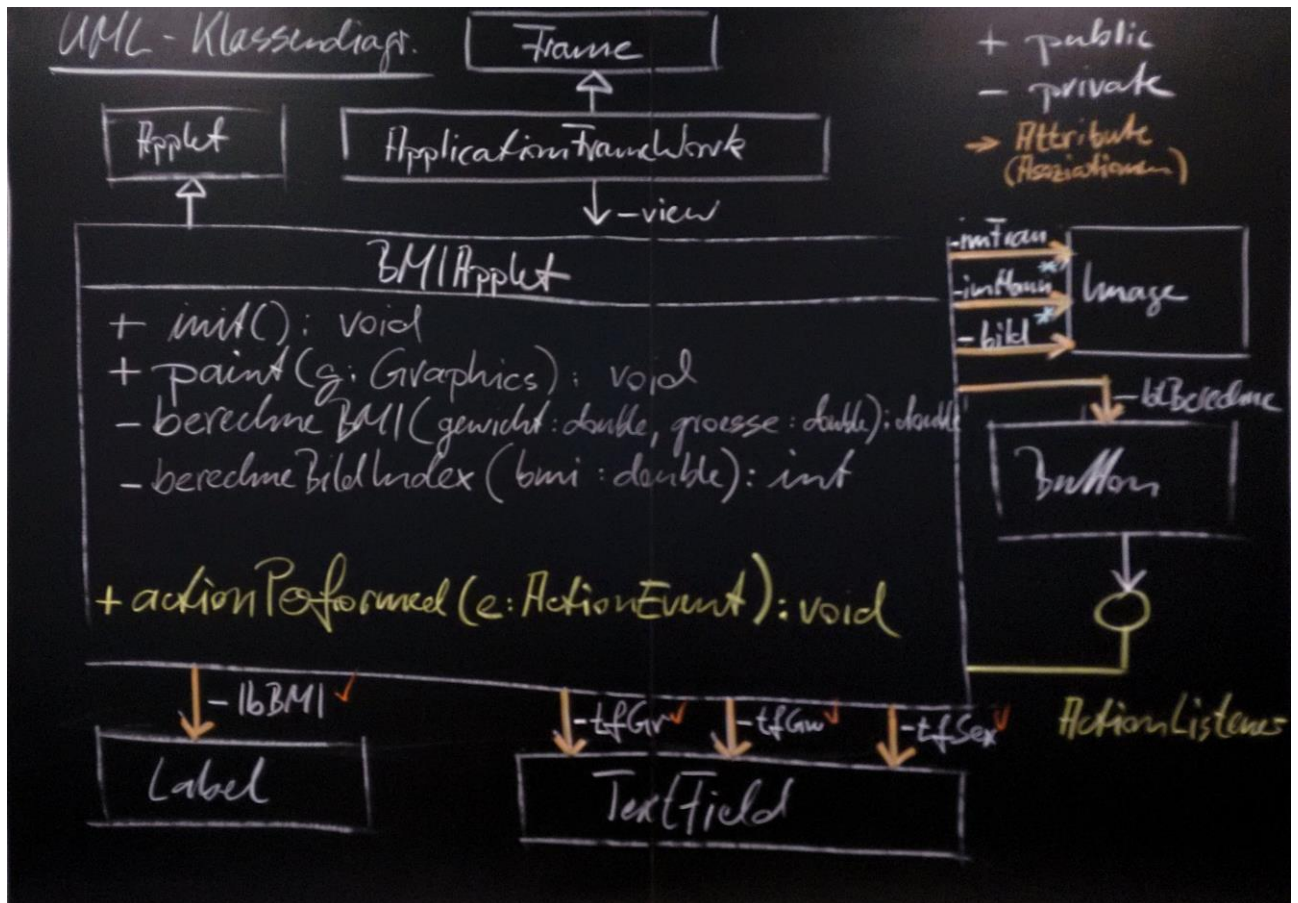 UML - Klassendiagr.
Frame
+ public
- private
→ Attribute
(Asoziationen)
Applet
ApplicationFrameWork
-view
BMIApplet
+ init(): void
+ paint(g: Graphics): void
- berechneBMI(gewicht: double, groesse: double): double
- berechneBildIndex(bmi: double): int
+ actionPerformed(e: ActionEvent): void
-imFrau
*
-imMann
*
-bild
Image
-btBerechne
Button
ActionListener
-lbBMI ✓
-tfGr ✓
-tfGw ✓
-tfSex ✓
Label
TextField